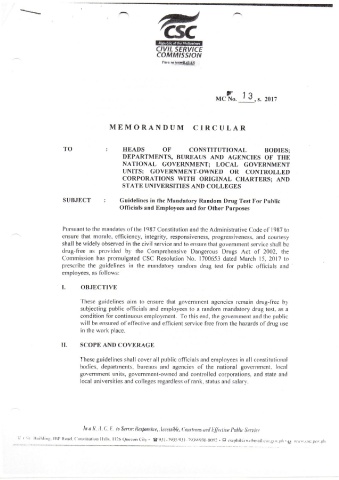 CSC
Republic of the Philippines
CIVIL SERVICE
COMMISSION
MC No. 13, s. 2017
MEMORANDUM CIRCULAR
TO : HEADS OF CONSTITUTIONAL BODIES;
DEPARTMENTS, BUREAUS AND AGENCIES OF THE
NATIONAL GOVERNMENT; LOCAL GOVERNMENT
UNITS; GOVERNMENT-OWNED OR CONTROLLED
CORPORATIONS WITH ORIGINAL CHARTERS; AND
STATE UNIVERSITIES AND COLLEGES
SUBJECT : Guidelines in the Mandatory Random Drug Test For Public
Officials and Employees and for Other Purposes
Pursuant to the mandates of the 1987 Constitution and the Administrative Code of 1987 to
ensure that morale, efficiency, integrity, responsiveness, progressiveness, and courtesy
shall be widely observed in the civil service and to ensure that government service shall be
drug-free as provided by the Comprehensive Dangerous Drugs Act of 2002, the
Commission has promulgated CSC Resolution No. 1700653 dated March 15, 2017 to
prescribe the guidelines in the mandatory random drug test for public officials and
employees, as follows:
I. OBJECTIVE
These guidelines aim to ensure that government agencies remain drug-free by
subjecting public officials and employees to a random mandatory drug test, as a
condition for continuous employment. To this end, the government and the public
will be ensured of effective and efficient service free from the hazards of drug use
in the work place.
II. SCOPE AND COVERAGE
These guidelines shall cover all public officials and employees in all constitutional
bodies, departments, bureaus and agencies of the national government, local
government units, government-owned and controlled corporations, and state and
local universities and colleges regardless of rank, status and salary.
In a R.A.C.E. to Serve: Responsive, Accessible, Courteous and Effective Public Service
Building, IBP Road, Constitution Hills, 1126 Quezon City